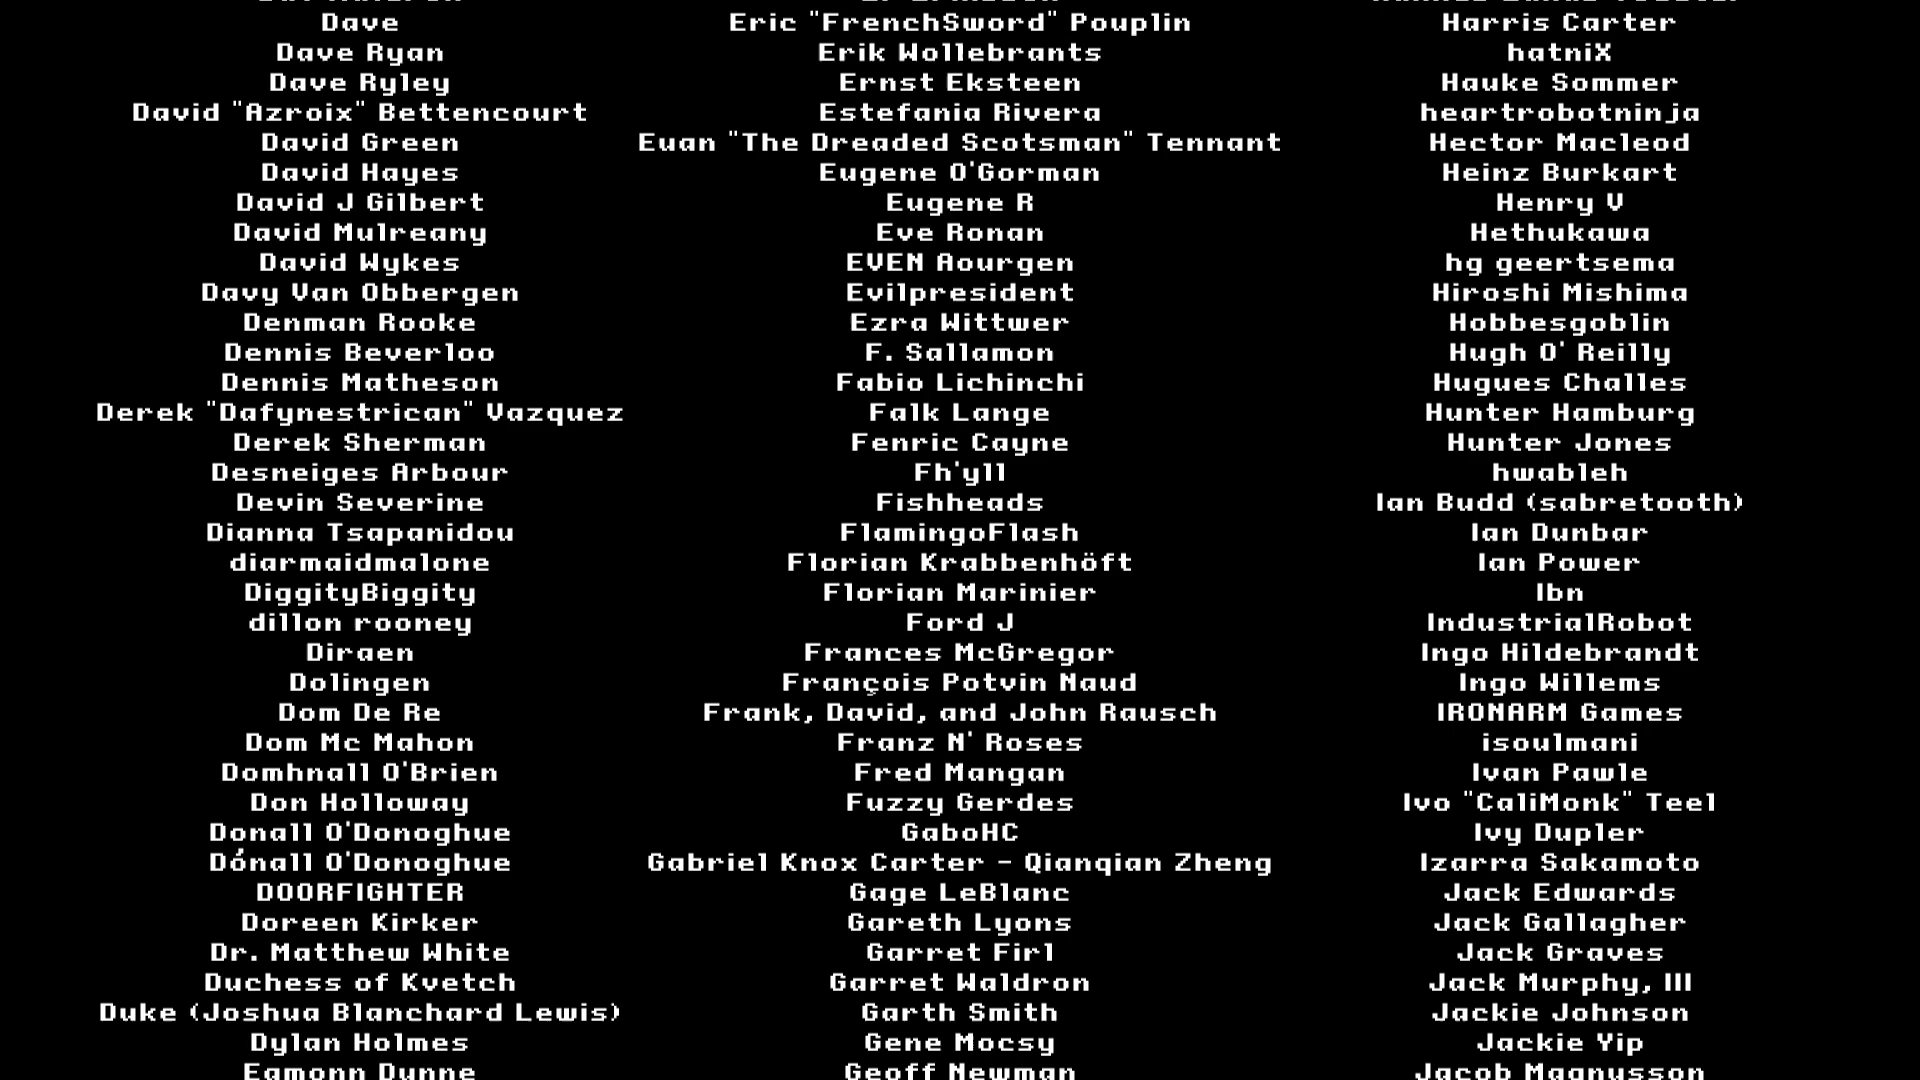 Dave
Dave Ryan
Dave Ryley
David "Azroix" Bettencourt
David Green
David Hayes
David J Gilbert
David Mulreany
David Wykes
Davy Van Obbergen
Denman Rooke
Dennis Beverloo
Dennis Matheson
Derek "Dafynestrican" Vazquez
Derek Sherman
Desneiges Arbour
Devin Severine
Dianna Tsapanidou
diarmaidmalone
DiggityBiggity
dillon rooney
Diraen
Dolingen
Dom De Re
Dom Mc Mahon
Domhnall O'Brien
Don Holloway
Donall O'Donoghue
Dónall O'Donoghue
DOORFIGHTER
Doreen Kirker
Dr. Matthew White
Duchess of Kvetch
Duke (Joshua Blanchard Lewis)
Dylan Holmes
Eamonn Dunne
Eric "FrenchSword" Pouplin
Erik Wollebrants
Ernst Eksteen
Estefania Rivera
Euan "The Dreaded Scotsman" Tennant
Eugene O'Gorman
Eugene R
Eve Ronan
EVEN Aourgen
Evilpresident
Ezra Wittwer
F. Sallamon
Fabio Lichinchi
Falk Lange
Fenric Cayne
Fh'yll
Fishheads
FlamingoFlash
Florian Krabbenhöft
Florian Marinier
Ford J
Frances McGregor
François Potvin Naud
Frank, David, and John Rausch
Franz N' Roses
Fred Mangan
Fuzzy Gerdes
GaboHC
Gabriel Knox Carter - Qianqian Zheng
Gage LeBlanc
Gareth Lyons
Garret Firl
Garret Waldron
Garth Smith
Gene Mocsy
Geoff Newman
Harris Carter
hatniX
Hauke Sommer
heartrobotninja
Hector Macleod
Heinz Burkart
Henry V
Hethukawa
hg geertsema
Hiroshi Mishima
Hobbesgoblin
Hugh O' Reilly
Hugues Challes
Hunter Hamburg
Hunter Jones
hwableh
Ian Budd (sabretooth)
Ian Dunbar
Ian Power
Ibn
IndustrialRobot
Ingo Hildebrandt
Ingo Willems
IRONARM Games
isoulmani
Ivan Pawle
Ivo "CaliMonk" Teel
Ivy Dupler
Izarra Sakamoto
Jack Edwards
Jack Gallagher
Jack Graves
Jack Murphy, III
Jackie Johnson
Jackie Yip
Jacob Magnusson